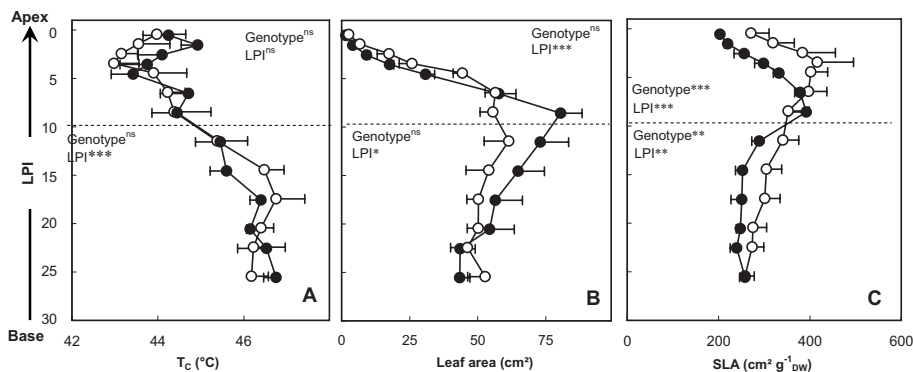 Apex
0
5
10
15
20
25
30
Base
LPI
Genotype^ns
LPI^ns
Genotype^ns
LPI***
A
42 44 46
T_C (°C)
Genotype^ns
LPI***
Genotype^ns
LPI*
B
0 25 50 75
Leaf area (cm²)
Genotype***
LPI***
Genotype**
LPI**
C
0 200 400 600
SLA (cm² g⁻¹_DW)